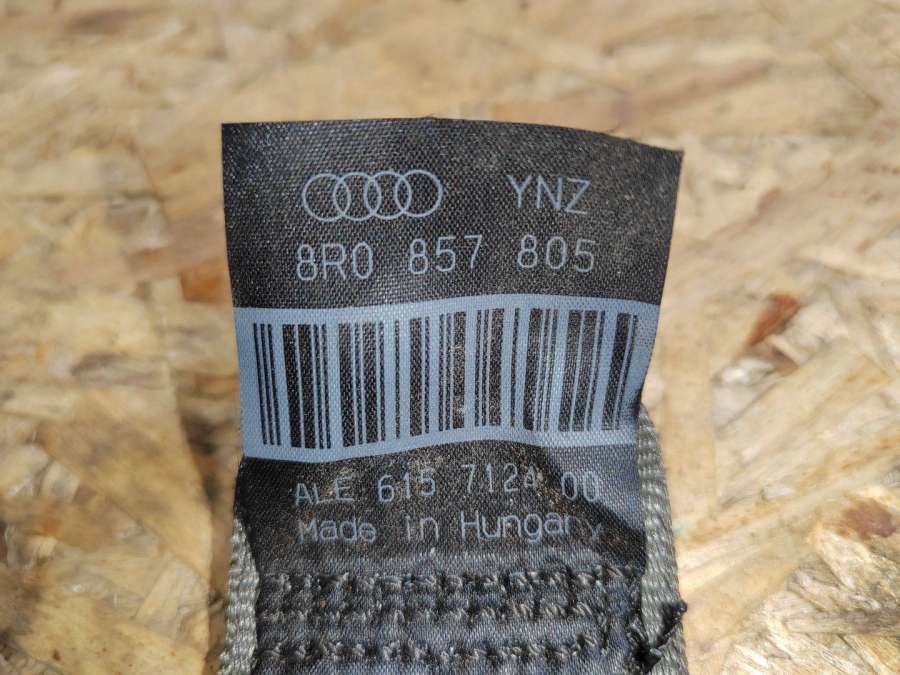 YNZ
8R0 857 805
ALE 615 7124 00
Made in Hungary